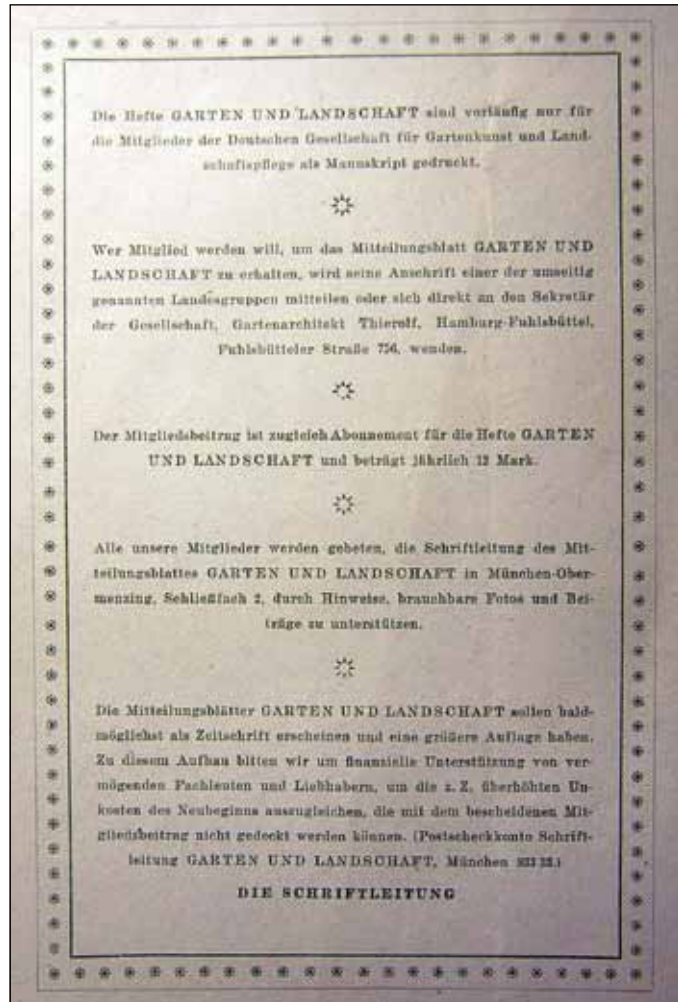 Die Hefte GARTEN UND LANDSCHAFT sind vorläufig nur für
die Mitglieder der Deutschen Gesellschaft für Gartenkunst und Land-
schaftspflege als Manuskript gedruckt.
Wer Mitglied werden will, um das Mitteilungsblatt GARTEN UND
LANDSCHAFT zu erhalten, wird seine Anschrift einer der umseitig
genannten Landesgruppen mitteilen oder sich direkt an den Sekretär
der Gesellschaft, Gartenarchitekt Thierolf, Hamburg-Fuhlsbüttel,
Fuhlsbütteler Straße 756, wenden.
Der Mitgliedsbeitrag ist zugleich Abonnement für die Hefte GARTEN
UND LANDSCHAFT und beträgt jährlich 12 Mark.
Alle unsere Mitglieder werden gebeten, die Schriftleitung des Mit-
teilungsblattes GARTEN UND LANDSCHAFT in München-Ober-
menzing, Schließfach 2, durch Hinweise, brauchbare Fotos und Bei-
träge zu unterstützen.
Die Mitteilungsblätter GARTEN UND LANDSCHAFT sollen bald-
möglichst als Zeitschrift erscheinen und eine größere Auflage haben.
Zu diesem Aufbau bitten wir um finanzielle Unterstützung von ver-
mögenden Fachleuten und Liebhabern, um die z. Z. überhöhten Un-
kosten des Neubeginns auszugleichen, die mit dem bescheidenen Mit-
gliedsbeitrag nicht gedeckt werden können. (Postscheckkonto Schrift-
leitung GARTEN UND LANDSCHAFT, München
DIE SCHRIFTLEITUNG